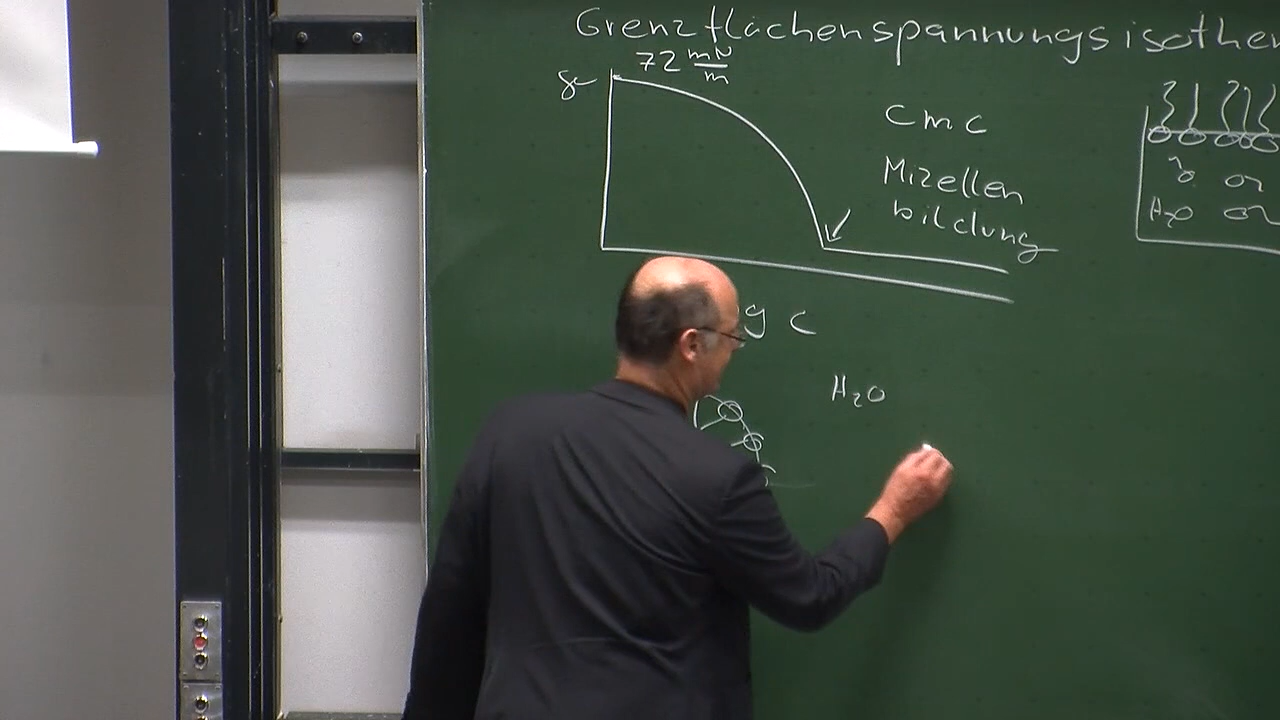 Grenzflächenspannungsisother
72 mN/m
cmc
Mizellen
bildung
H2O
g c
H2O